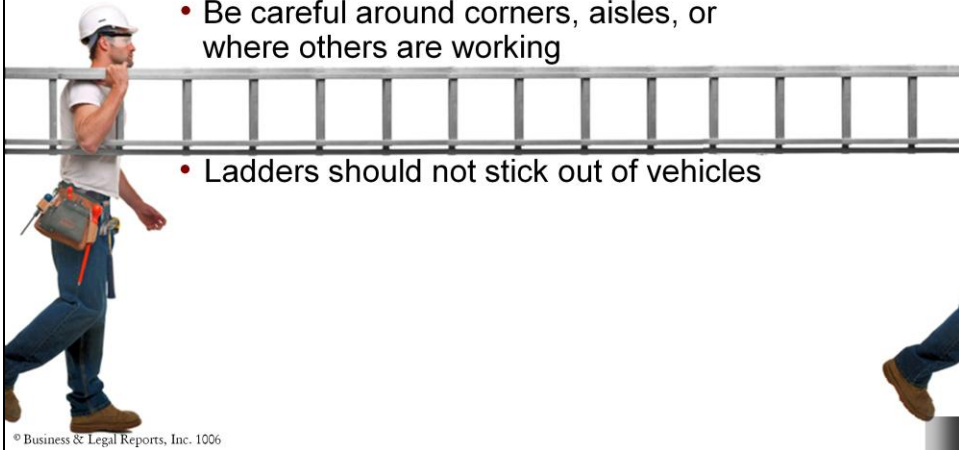 • Be careful around corners, aisles, or
where others are working
• Ladders should not stick out of vehicles
© Business & Legal Reports, Inc. 1006